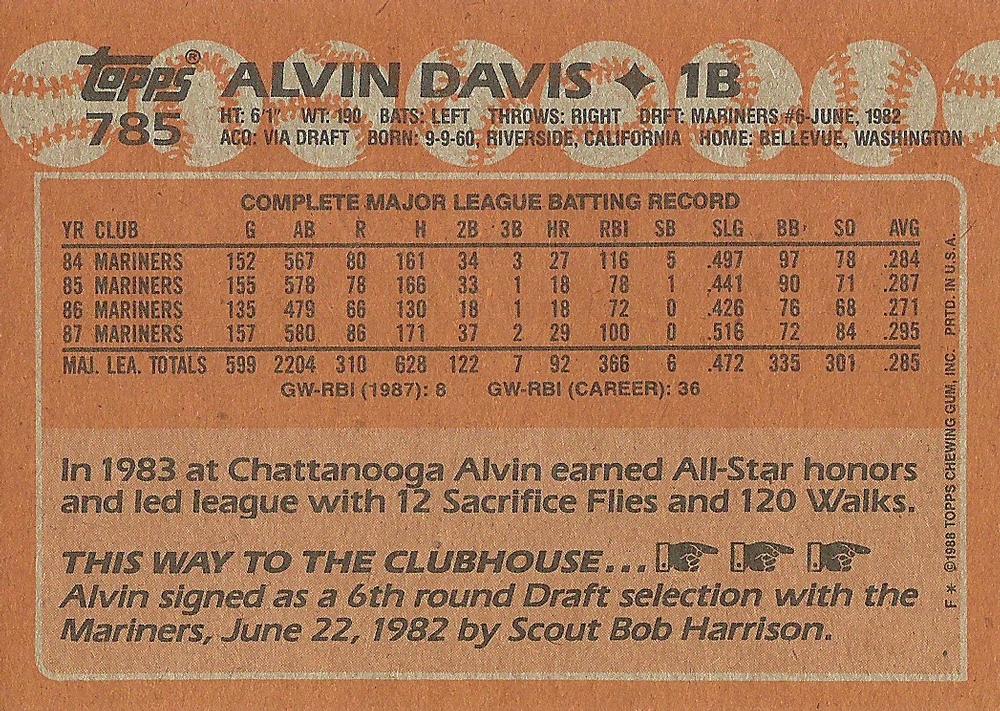 topps® ALVIN DAVIS ✦ 1B
785 HT: 6'1" WT: 190 BATS: LEFT THROWS: RIGHT DRFT: MARINERS #6-JUNE, 1982
ACQ: VIA DRAFT BORN: 9-9-60, RIVERSIDE, CALIFORNIA HOME: BELLEVUE, WASHINGTON
COMPLETE MAJOR LEAGUE BATTING RECORD
YR CLUB G AB R H 2B 3B HR RBI SB SLG BB SO AVG
84 MARINERS 152 567 80 161 34 3 27 116 5 .497 97 78 .284
85 MARINERS 155 578 78 166 33 1 18 78 1 .441 90 71 .287
86 MARINERS 135 479 66 130 18 1 18 72 0 .426 76 68 .271
87 MARINERS 157 580 86 171 37 2 29 100 0 .516 72 84 .295
MAJ. LEA. TOTALS 599 2204 310 628 122 7 92 366 6 .472 335 301 .285
GW-RBI (1987): 8 GW-RBI (CAREER): 36
In 1983 at Chattanooga Alvin earned All-Star honors
and led league with 12 Sacrifice Flies and 120 Walks.
THIS WAY TO THE CLUBHOUSE...
Alvin signed as a 6th round Draft selection with the
Mariners, June 22, 1982 by Scout Bob Harrison.
F * ©1988 TOPPS CHEWING GUM, INC. PRTD. IN U.S.A.